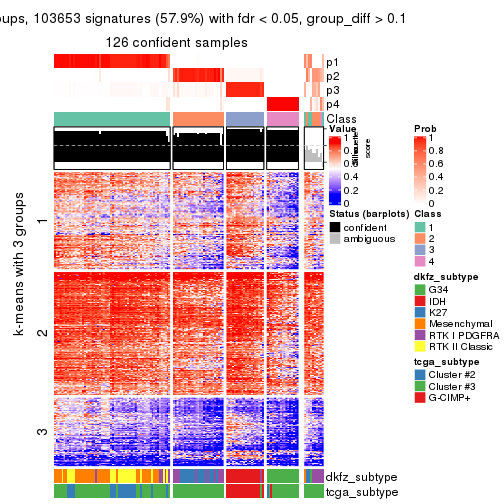 oups, 103653 signatures (57.9%) with fdr < 0.05, group_diff > 0.1
126 confident samples
p1
p2
p3
p4
Class
Silhouette
score
1
2
3
k-means with 3 groups
dkfz_subtype
tcga_subtype
Value
1
0.8
0.6
0.4
0.2
0
Prob
1
0.8
0.6
0.4
0.2
0
Status (barplots)
confident
ambiguous
Class
1
2
3
4
dkfz_subtype
G34
IDH
K27
Mesenchymal
RTK I PDGFRA
RTK II Classic
tcga_subtype
Cluster #2
Cluster #3
G-CIMP+